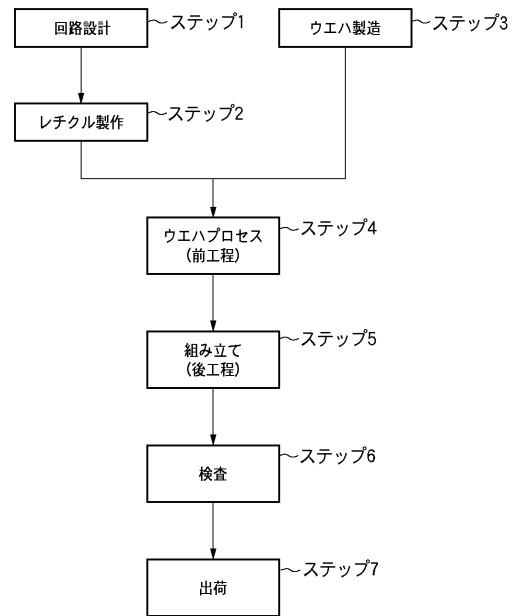 回路設計
ステップ1
ウエハ製造
ステップ3
レチクル製作
ステップ2
ウエハプロセス
(前工程)
ステップ4
組み立て
(後工程)
ステップ5
検査
ステップ6
出荷
ステップ7